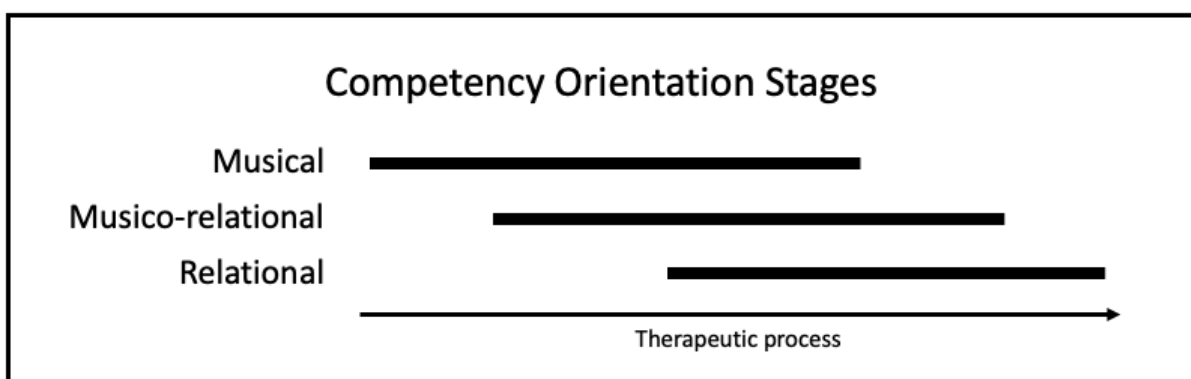 Competency Orientation Stages
Musical
Musico-relational
Relational
Therapeutic process